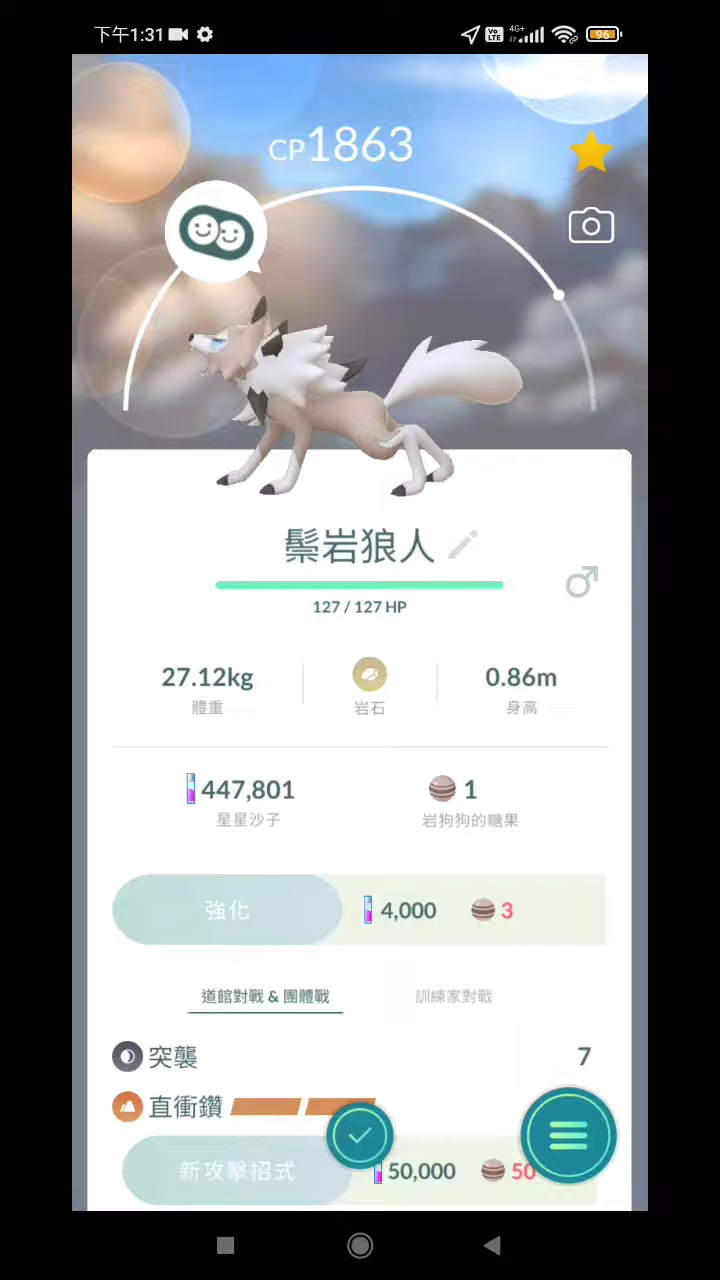 下午1:31
Vo LTE
4G+
96
CP1863
鬃岩狼人
127 / 127 HP
27.12kg
體重
岩石
0.86m
身高
447,801
星星沙子
1
岩狗狗的糖果
強化
4,000
3
道館對戰 & 團體戰
訓練家對戰
突襲
7
直衝鑽
新攻擊招式
50,000
50